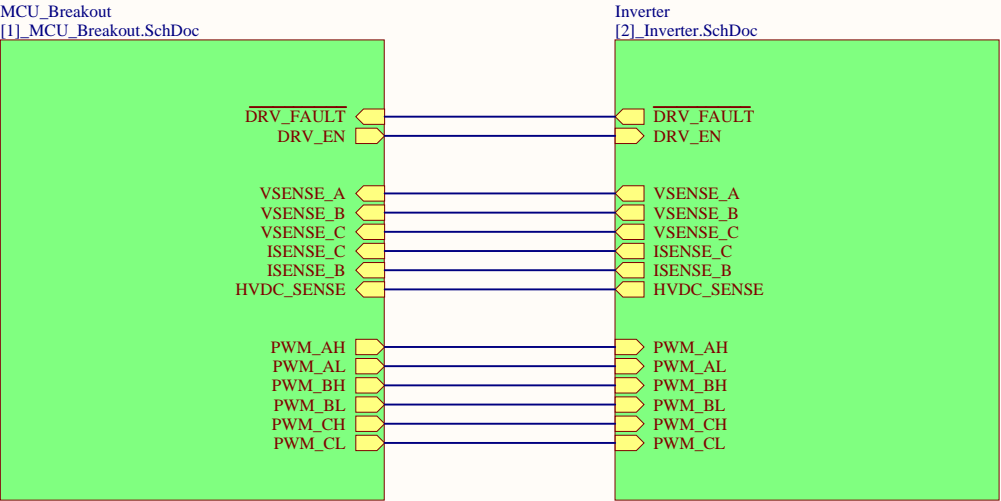 MCU_Breakout
[1]_MCU_Breakout.SchDoc
Inverter
[2]_Inverter.SchDoc
DRV_FAULT DRV_FAULT
DRV_EN DRV_EN
VSENSE_A VSENSE_A
VSENSE_B VSENSE_B
VSENSE_C VSENSE_C
ISENSE_C ISENSE_C
ISENSE_B ISENSE_B
HVDC_SENSE HVDC_SENSE
PWM_AH PWM_AH
PWM_AL PWM_AL
PWM_BH PWM_BH
PWM_BL PWM_BL
PWM_CH PWM_CH
PWM_CL PWM_CL